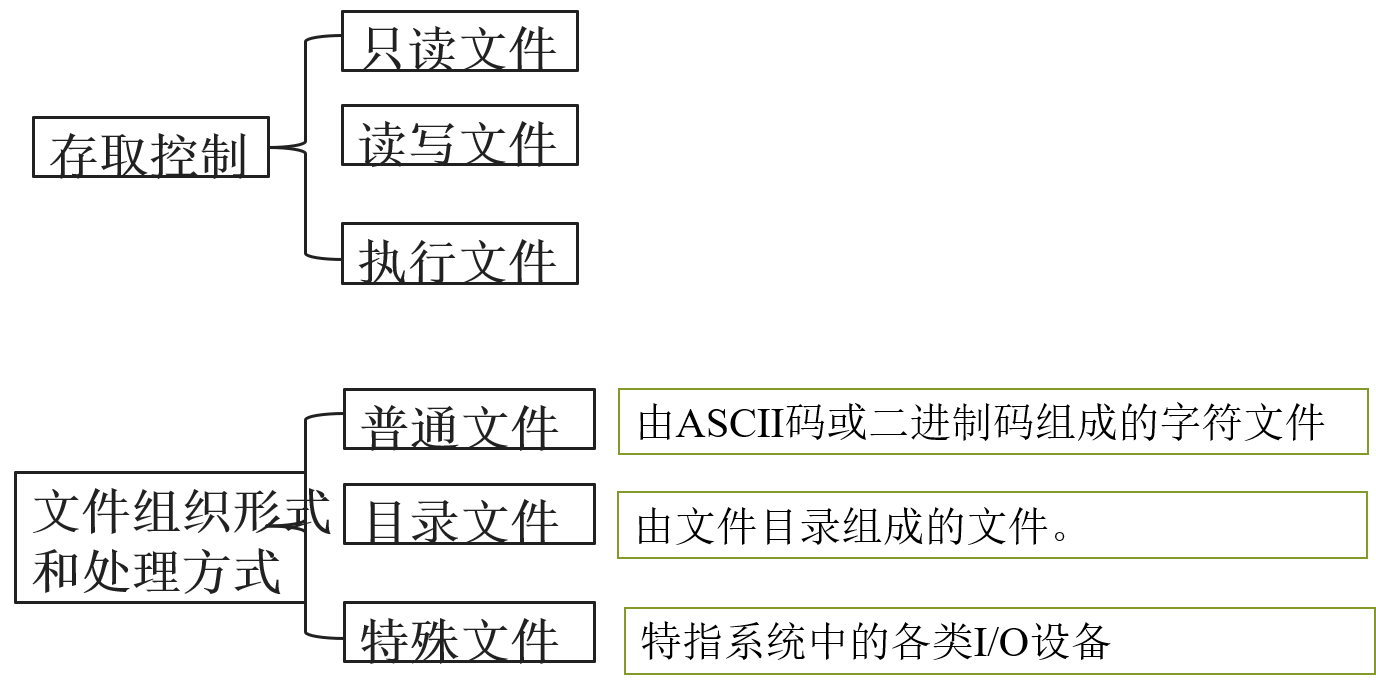 只读文件
存取控制
读写文件
执行文件
普通文件
由ASCII码或二进制码组成的字符文件
文件组织形式
和处理方式
目录文件
由文件目录组成的文件。
特殊文件
特指系统中的各类I/O设备